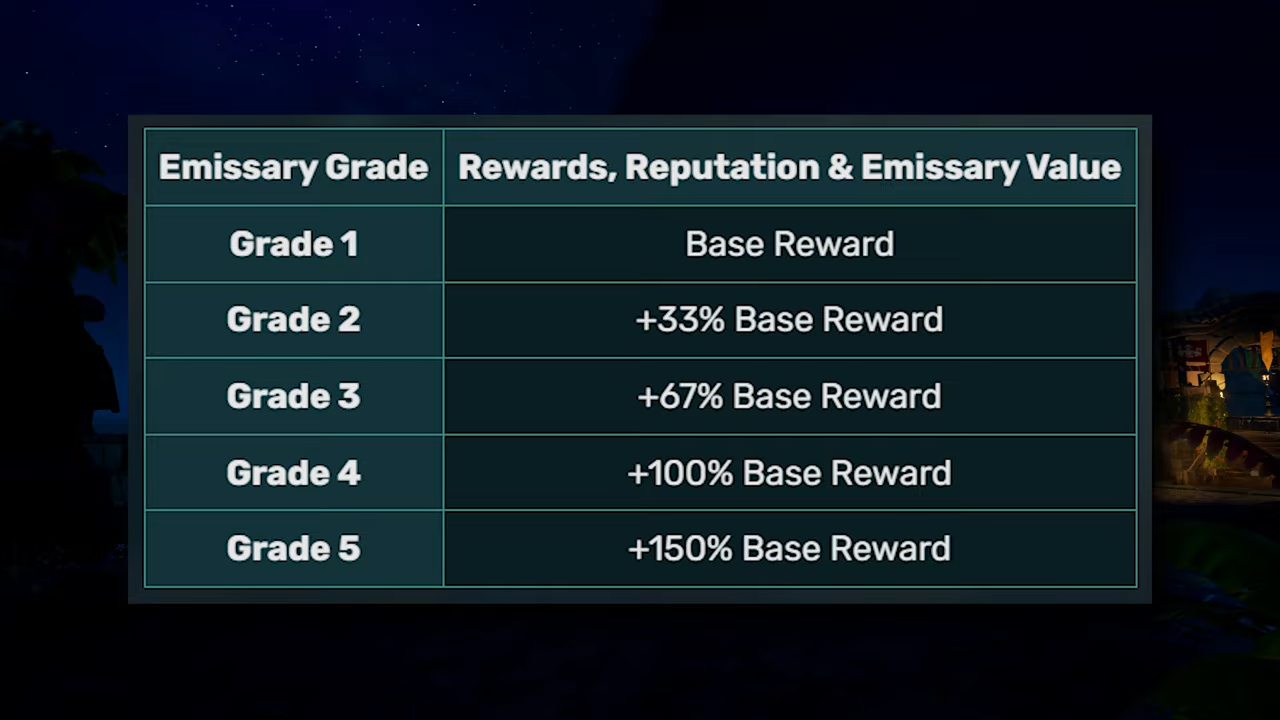 Emissary Grade
Rewards, Reputation & Emissary Value
Grade 1
Base Reward
Grade 2
+33% Base Reward
Grade 3
+67% Base Reward
Grade 4
+100% Base Reward
Grade 5
+150% Base Reward